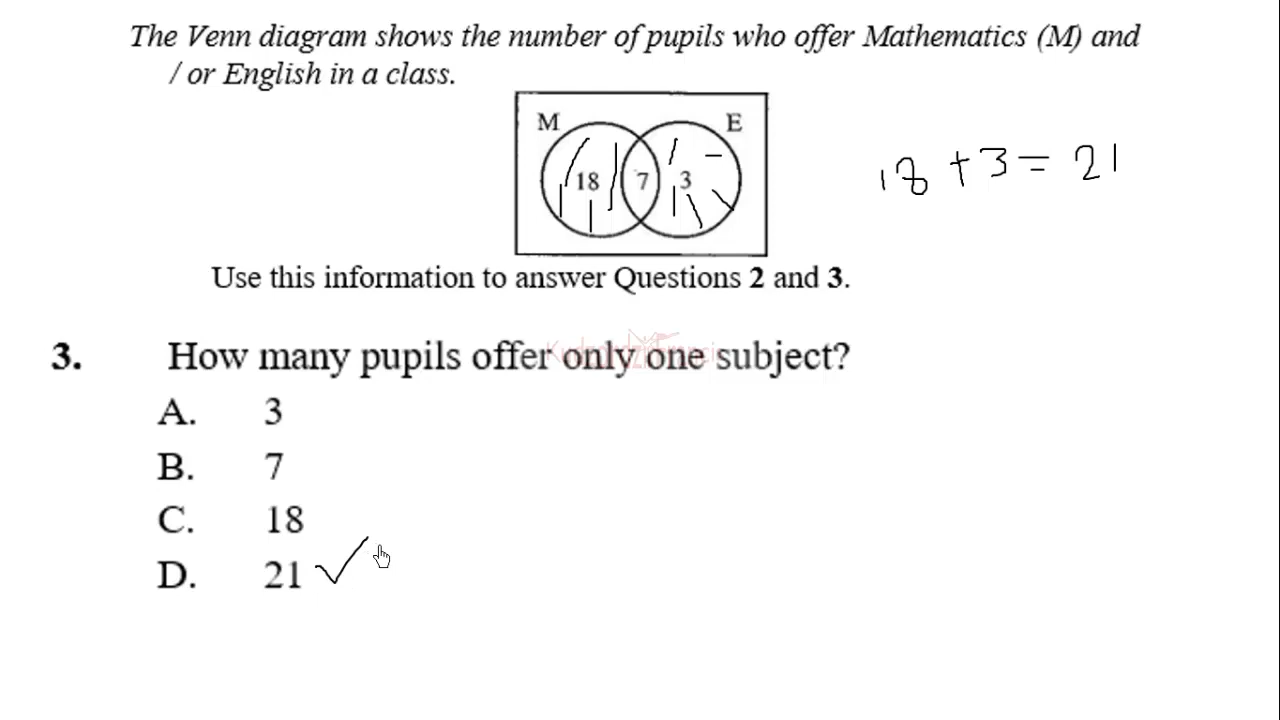 The Venn diagram shows the number of pupils who offer Mathematics (M) and
/ or English in a class.
M E
18 7 3
18 + 3 = 21
Use this information to answer Questions 2 and 3.
3. How many pupils offer only one subject?
A. 3
B. 7
C. 18
D. 21